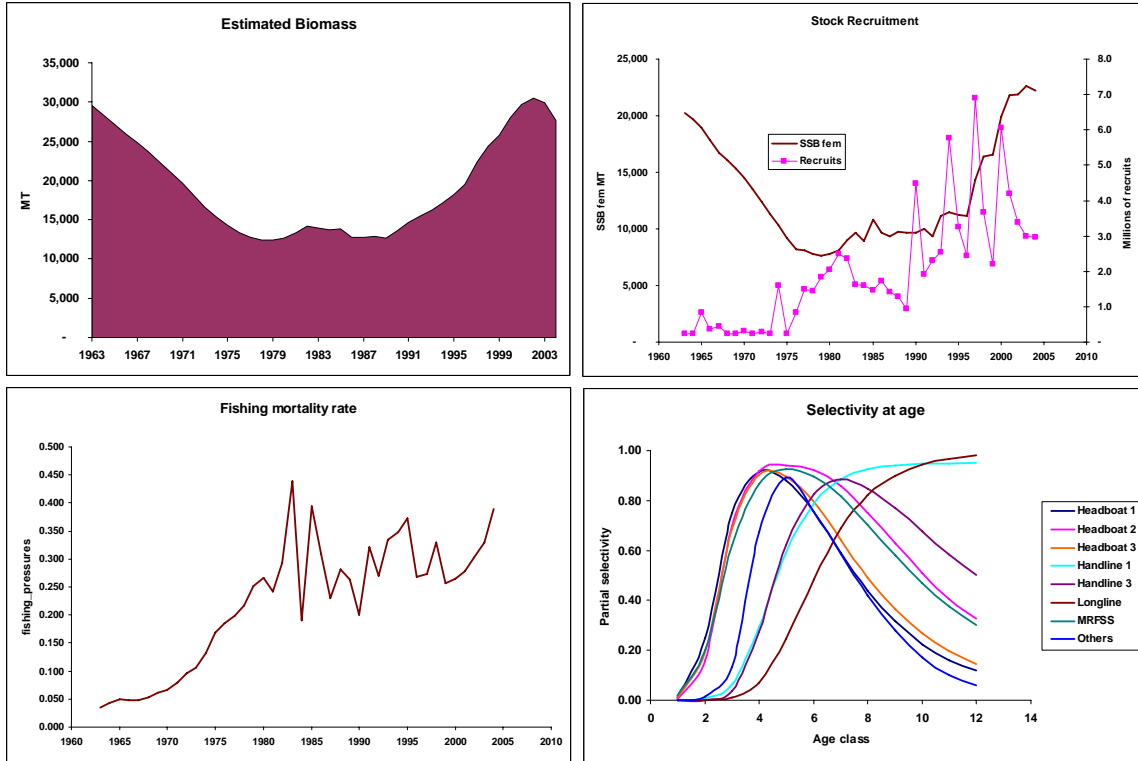 Estimated Biomass
35,000
30,000
25,000
20,000
15,000
10,000
5,000
-
MT
1963 1967 1971 1975 1979 1983 1987 1991 1995 1999 2003
Stock Recruitment
25,000
20,000
15,000
10,000
5,000
-
SSB fem MT
8.0
7.0
6.0
5.0
4.0
3.0
2.0
1.0
-
Millions of recruits
SSB fem
Recruits
1960 1965 1970 1975 1980 1985 1990 1995 2000 2005 2010
Fishing mortality rate
0.500
0.450
0.400
0.350
0.300
0.250
0.200
0.150
0.100
0.050
0.000
fishing_pressures
1960 1965 1970 1975 1980 1985 1990 1995 2000 2005 2010
Selectivity at age
1.00
0.80
0.60
0.40
0.20
0.00
Partial selectivity
0 2 4 6 8 10 12 14
Age class
Headboat 1
Headboat 2
Headboat 3
Handline 1
Handline 3
Longline
MRFSS
Others